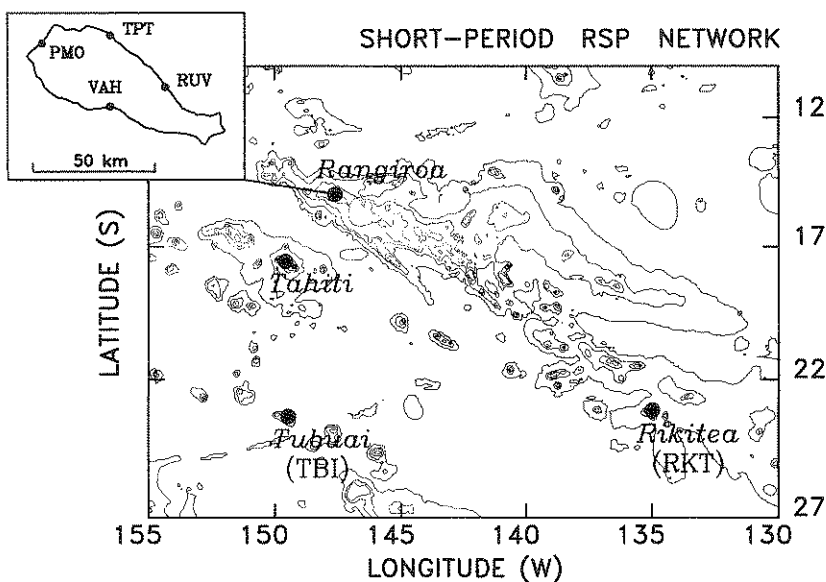 SHORT-PERIOD RSP NETWORK
TPT
PMO
RUV
VAH
50 km
Rangiroa
Tahiti
Tubuai
(TBI)
Rikitea
(RKT)
12
17
22
27
LATITUDE (S)
155 150 145 140 135 130
LONGITUDE (W)